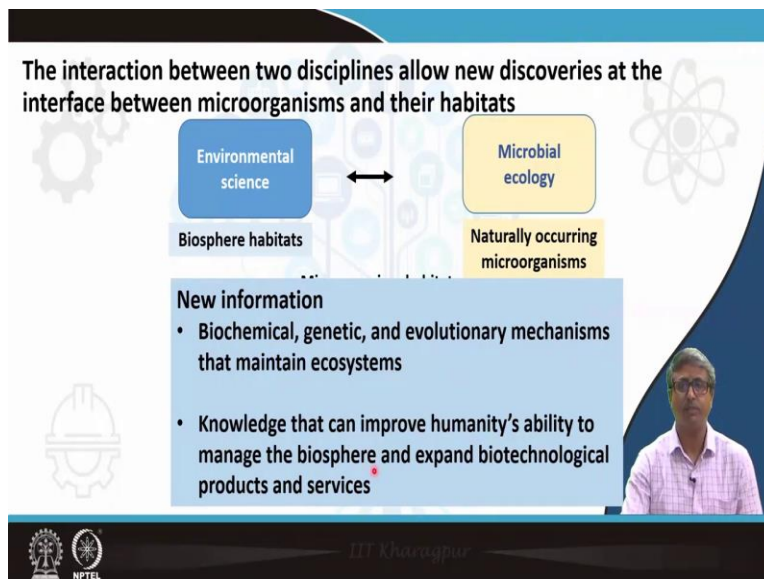 The interaction between two disciplines allow new discoveries at the
interface between microorganisms and their habitats
Environmental
science
Microbial
ecology
Biosphere habitats
Naturally occurring
microorganisms
New information
• Biochemical, genetic, and evolutionary mechanisms
that maintain ecosystems
• Knowledge that can improve humanity's ability to
manage the biosphere and expand biotechnological
products and services
IIT Kharagpur
NPTEL